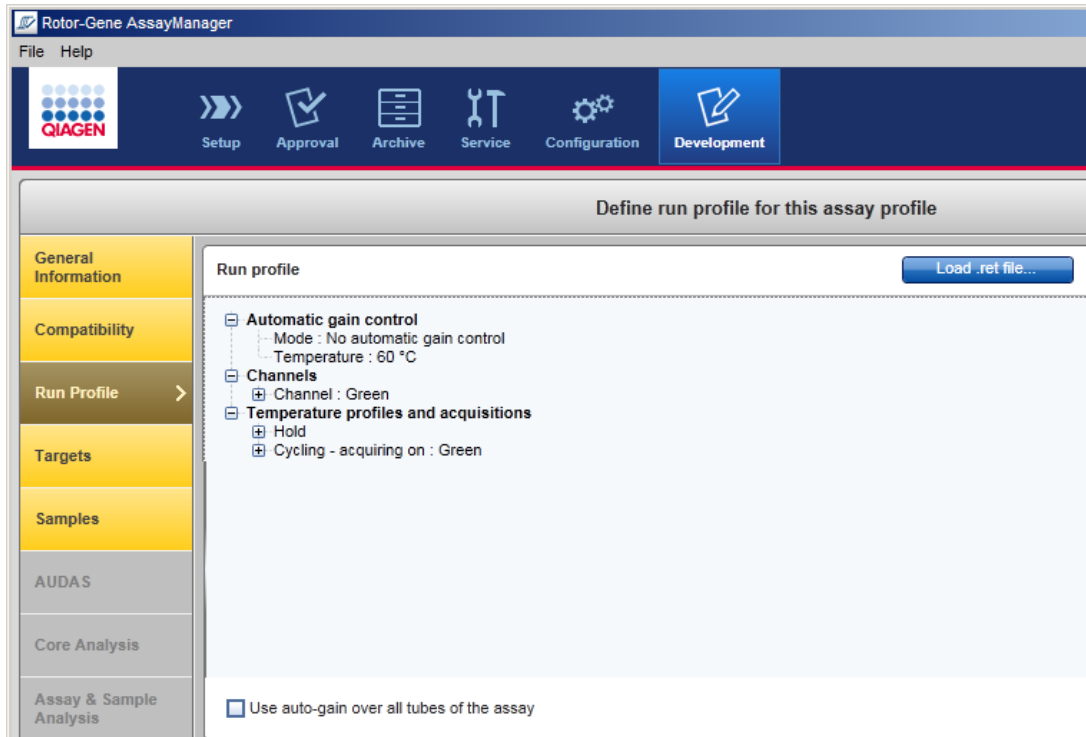 Rotor-Gene AssayManager
File Help
QIAGEN
Setup Approval Archive Service Configuration Development
Define run profile for this assay profile
General
Information
Compatibility
Run Profile
Targets
Samples
AUDAS
Core Analysis
Assay & Sample
Analysis
Run profile
Load .ret file...
Automatic gain control
Mode : No automatic gain control
Temperature : 60 °C
Channels
Channel : Green
Temperature profiles and acquisitions
Hold
Cycling - acquiring on : Green
Use auto-gain over all tubes of the assay